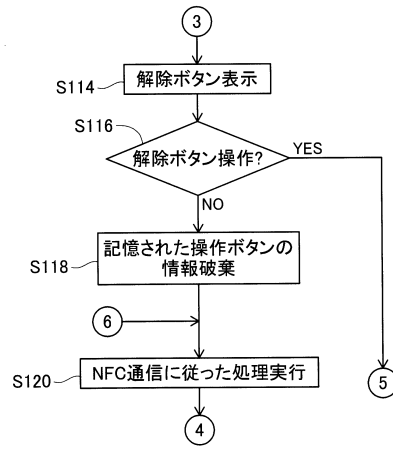 3
S114
解除ボタン表示
S116
解除ボタン操作?
YES
NO
S118
記憶された操作ボタンの
情報破棄
6
S120
NFC通信に従った処理実行
5
4